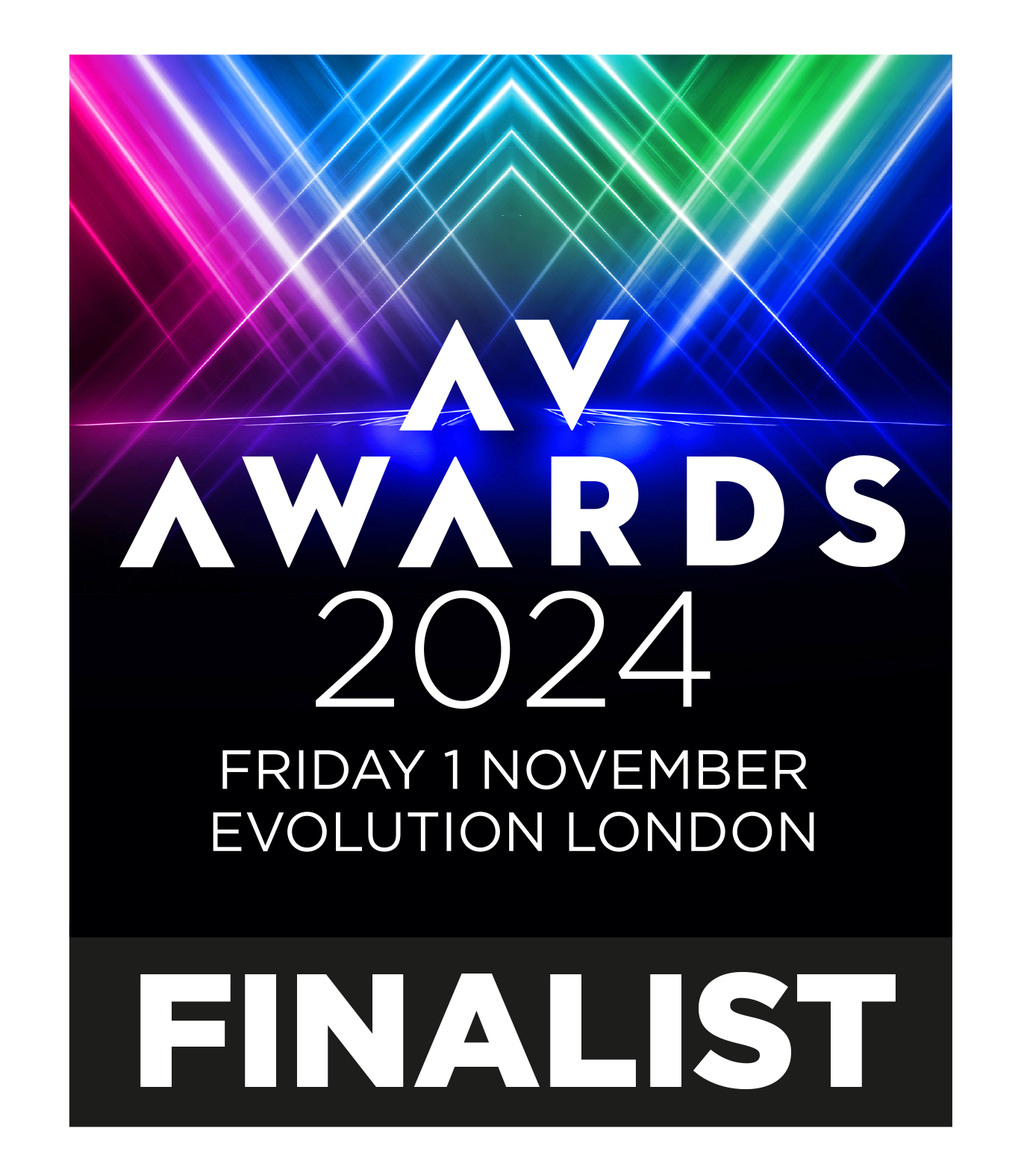 AV
AWARDS
2024
FRIDAY 1 NOVEMBER
EVOLUTION LONDON
FINALIST